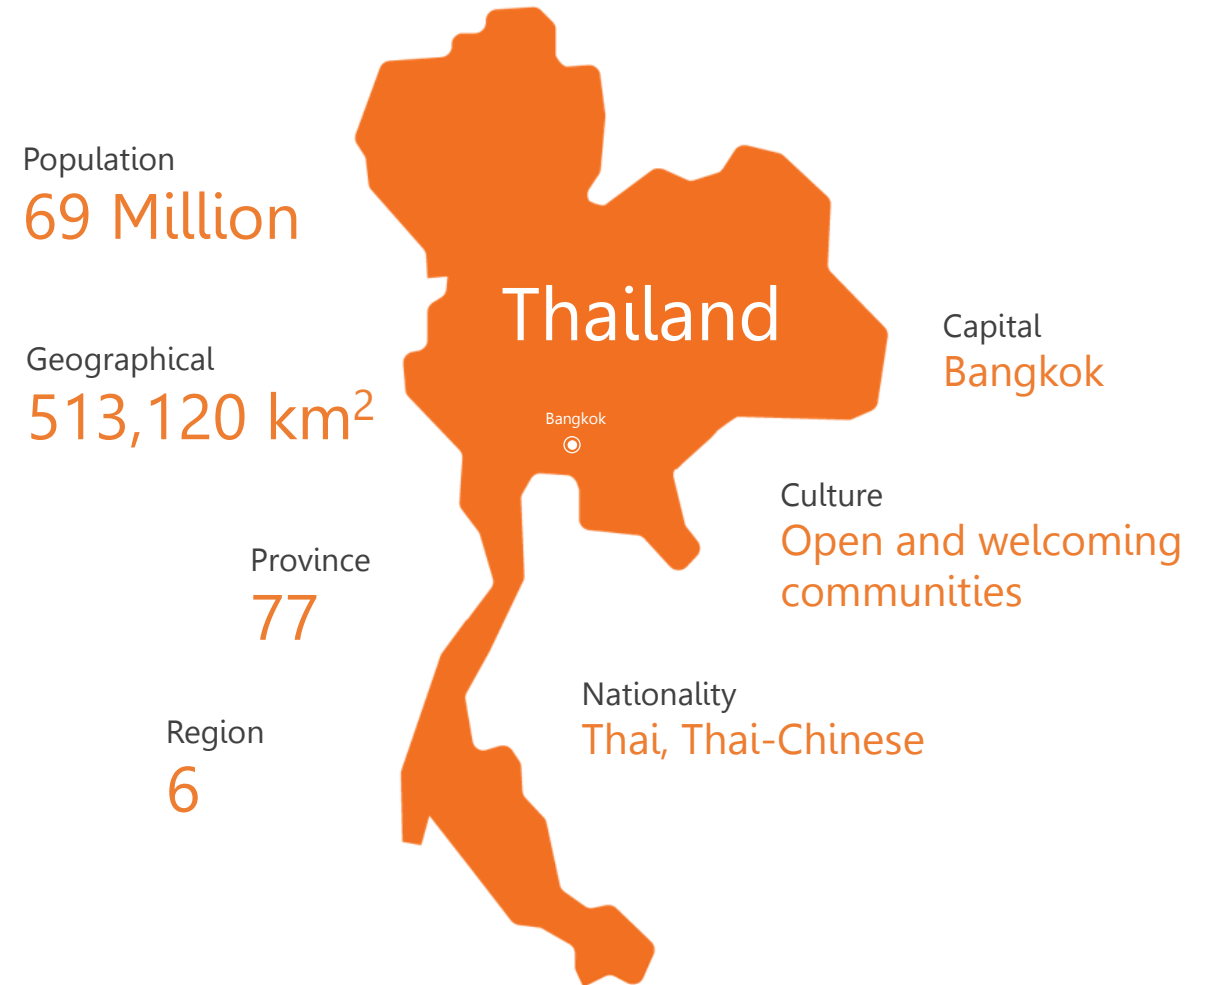 Population
69 Million
Geographical
513,120 km²
Province
77
Region
6
Thailand
Bangkok
Capital
Bangkok
Culture
Open and welcoming
communities
Nationality
Thai, Thai-Chinese